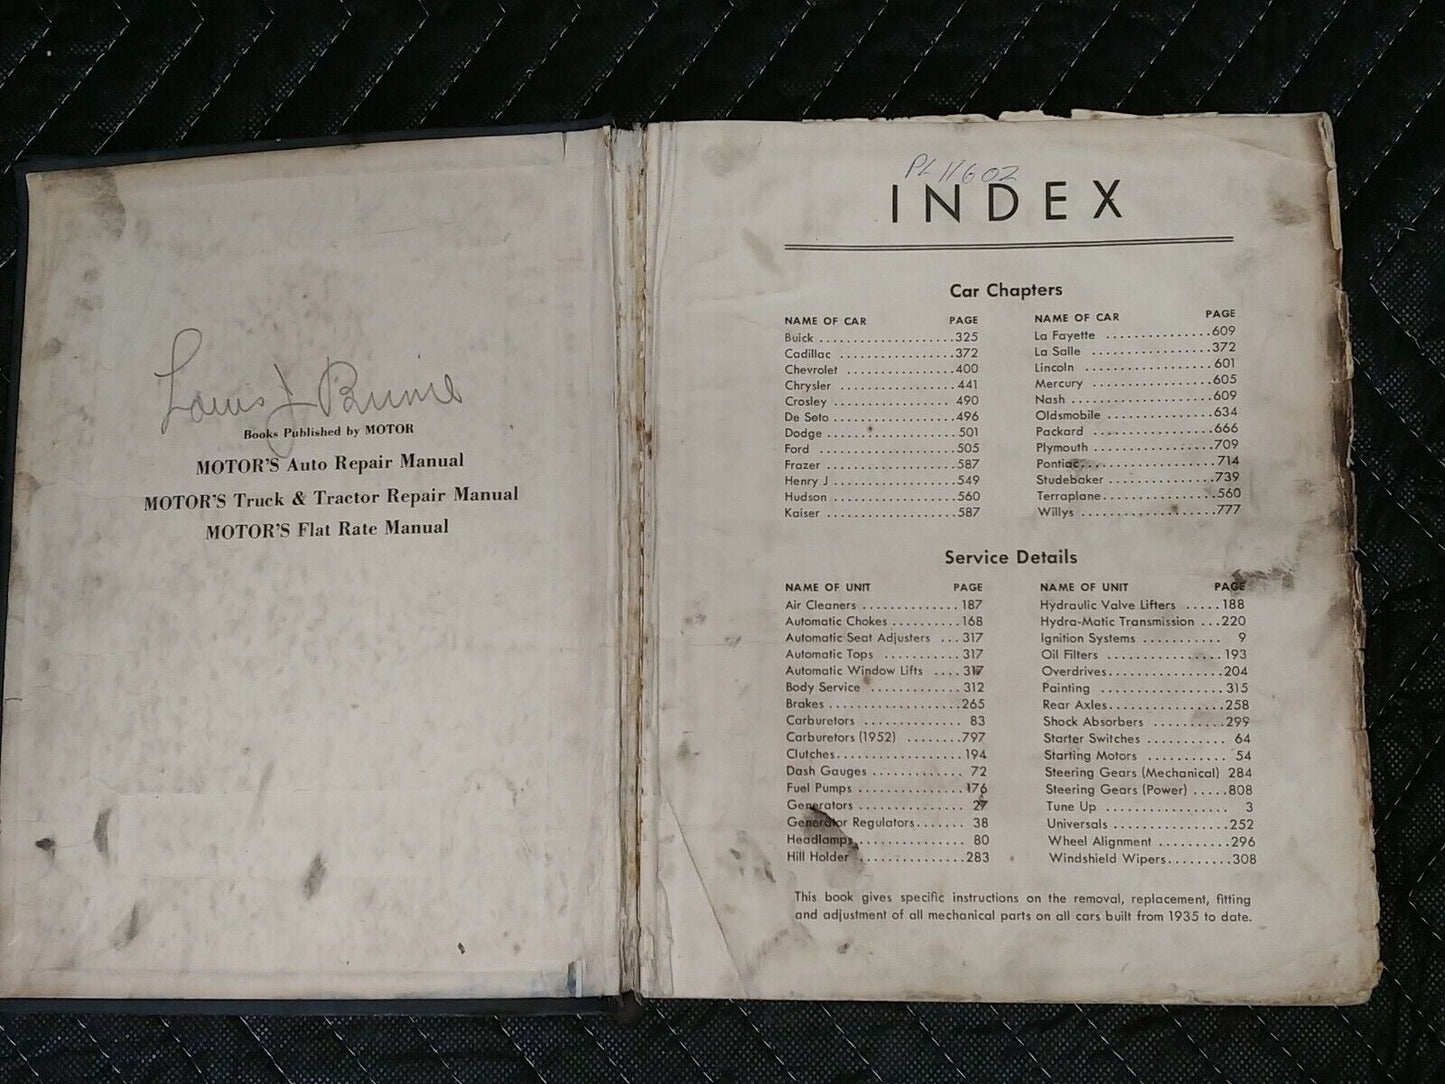 Louis J.
Books Published by MOTOR
MOTOR'S Auto Repair Manual
MOTOR'S Truck & Tractor Repair Manual
MOTOR'S Flat Rate Manual
PL 11602
INDEX
Car Chapters
NAME OF CAR PAGE
Buick ...................325
Cadillac ................372
Chevrolet ...............400
Chrysler ................441
Crosley ................. 490
De Soto ..................496
Dodge ...................501
Ford ....................505
Frazer ..................587
Henry J .................549
Hudson ..................560
Kaiser ...................587
NAME OF CAR PAGE
La Fayette ...............609
La Salle .................372
Lincoln ..................601
Mercury .................605
Nash .....................609
Oldsmobile ...............634
Packard .................666
Plymouth .................709
Pontiac...................714
Studebaker ...............739
Terraplane................560
Willys ...................777
Service Details
NAME OF UNIT PAGE
Air Cleaners .............. 187
Automatic Chokes ..........168
Automatic Seat Adjusters ...317
Automatic Tops ...........317
Automatic Window Lifts ....317
Body Service .............312
Brakes ...................265
Carburetors .............. 83
Carburetors (1952) ........797
Clutches..................194
Dash Gauges ............. 72
Fuel Pumps ...............176
Generators ............... 27
Generator Regulators....... 38
Headlamps................ 80
Hill Holder ...............283
NAME OF UNIT PAGE
Hydraulic Valve Lifters .....188
Hydra-Matic Transmission ...220
Ignition Systems ........... 9
Oil Filters .................193
Overdrives................204
Painting ..................315
Rear Axles................258
Shock Absorbers ..........299
Starter Switches ........... 64
Starting Motors ........... 54
Steering Gears (Mechanical) 284
Steering Gears (Power) .....808
Tune Up ................. 3
Universals ................252
Wheel Alignment ..........296
Windshield Wipers.........308
This book gives specific instructions on the removal, replacement, fitting
and adjustment of all mechanical parts on all cars built from 1935 to date.